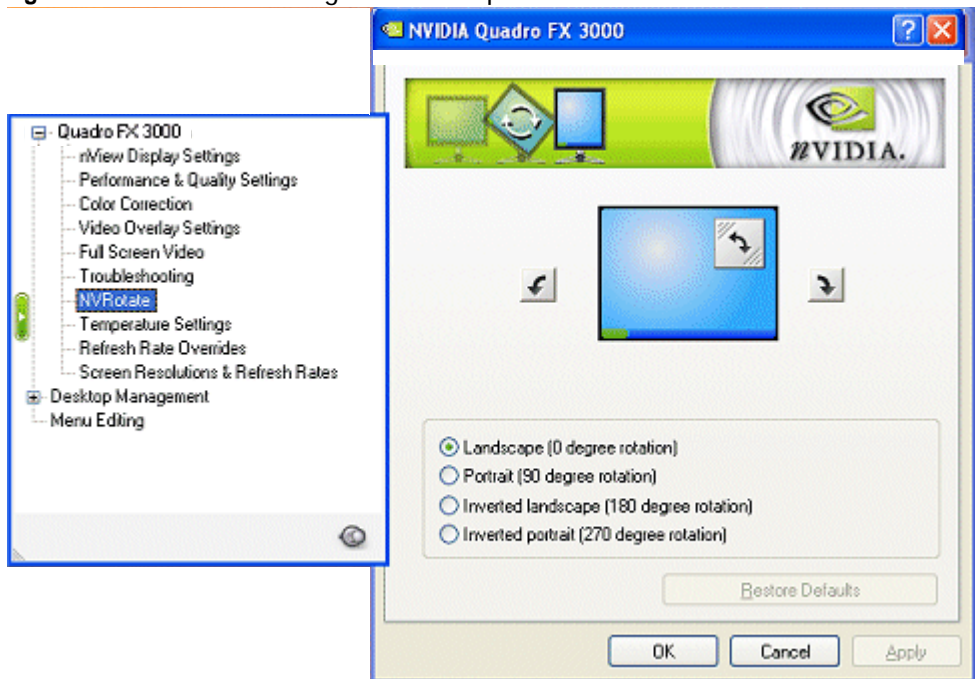 NVIDIA Quadro FX 3000
nVIDIA.
Quadro FX 3000
nView Display Settings
Performance & Quality Settings
Color Correction
Video Overlay Settings
Full Screen Video
Troubleshooting
NVRotate
Temperature Settings
Refresh Rate Overrides
Screen Resolutions & Refresh Rates
Desktop Management
Menu Editing
Landscape (0 degree rotation)
Portrait (90 degree rotation)
Inverted landscape (180 degree rotation)
Inverted portrait (270 degree rotation)
Restore Defaults
OK
Cancel
Apply